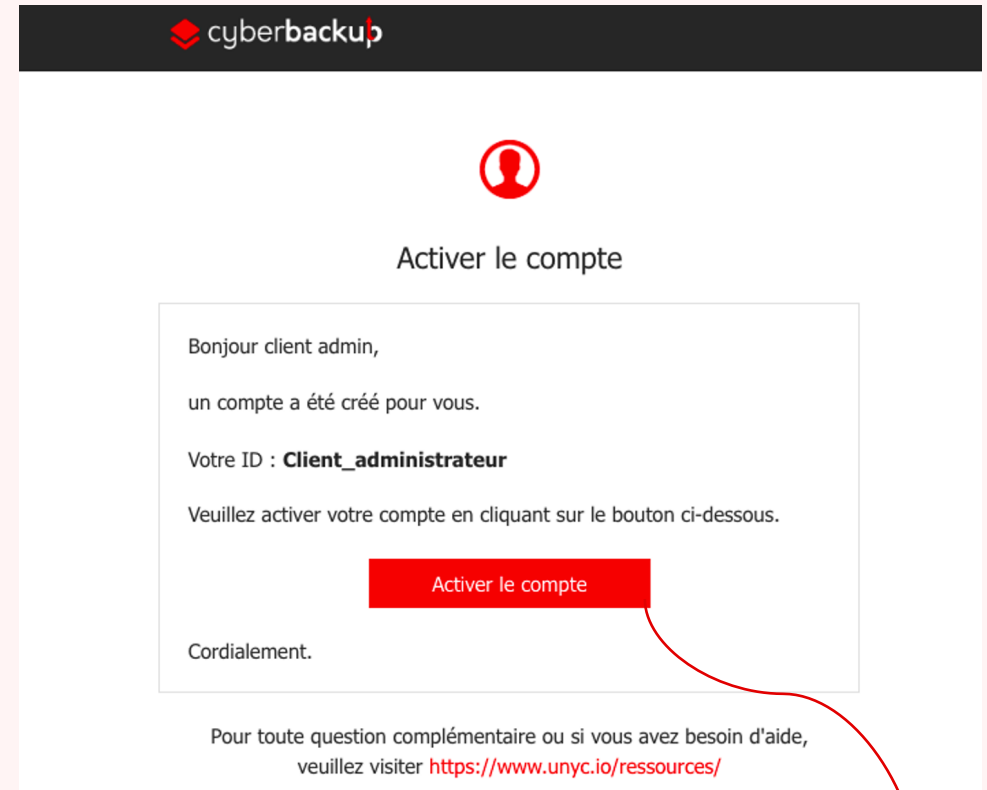 cyberbackup
Activer le compte
Bonjour client admin,
un compte a été créé pour vous.
Votre ID : Client_administrateur
Veuillez activer votre compte en cliquant sur le bouton ci-dessous.
Activer le compte
Cordialement.
Pour toute question complémentaire ou si vous avez besoin d'aide,
veuillez visiter https://www.unyc.io/ressources/